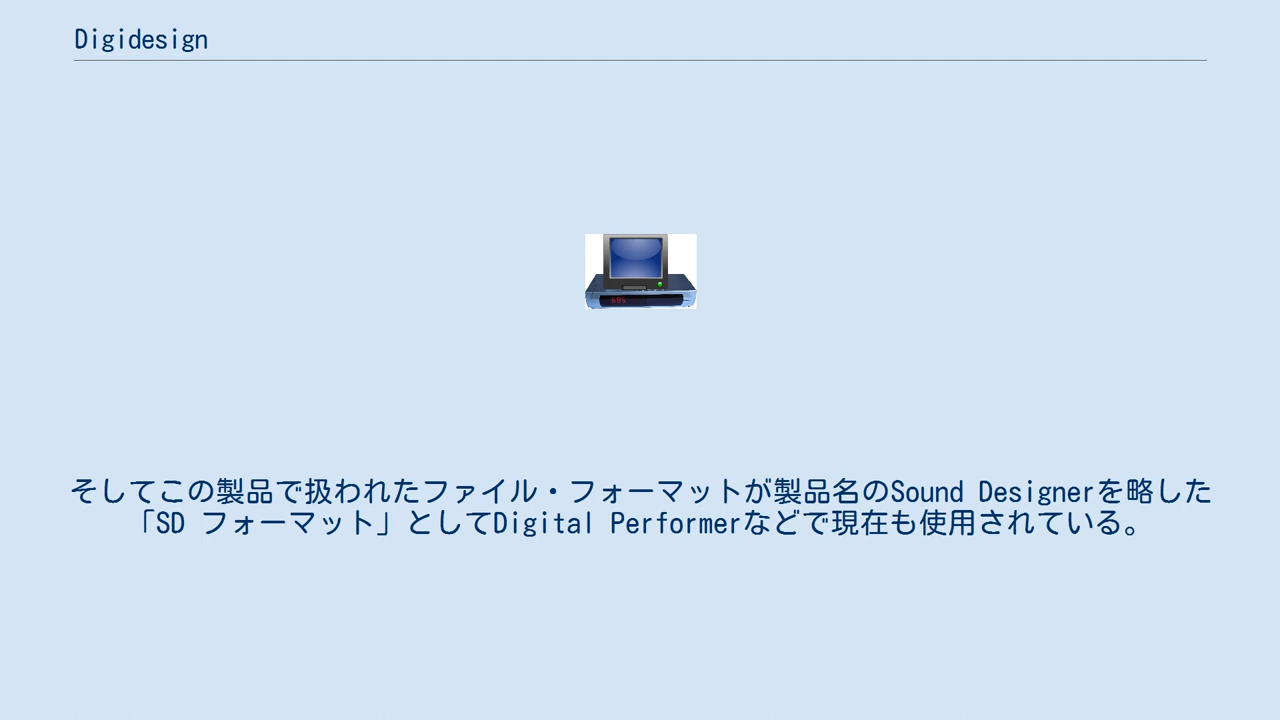 Digidesign
そしてこの製品で扱われたファイル・フォーマットが製品名のSound Designerを略した
「SD フォーマット」としてDigital Performerなどで現在も使用されている。